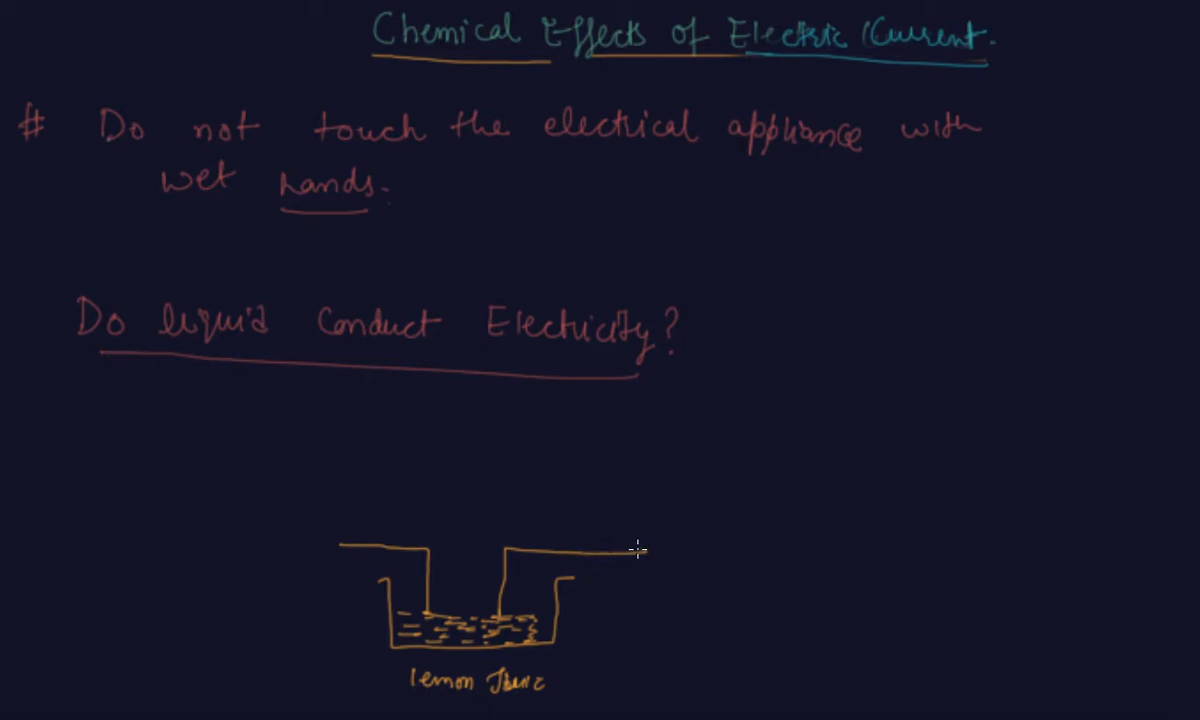 Chemical Effects of Electric Current.
# Do not touch the electrical appliance with
wet hands.
Do liquid Conduct Electricity?
lemon